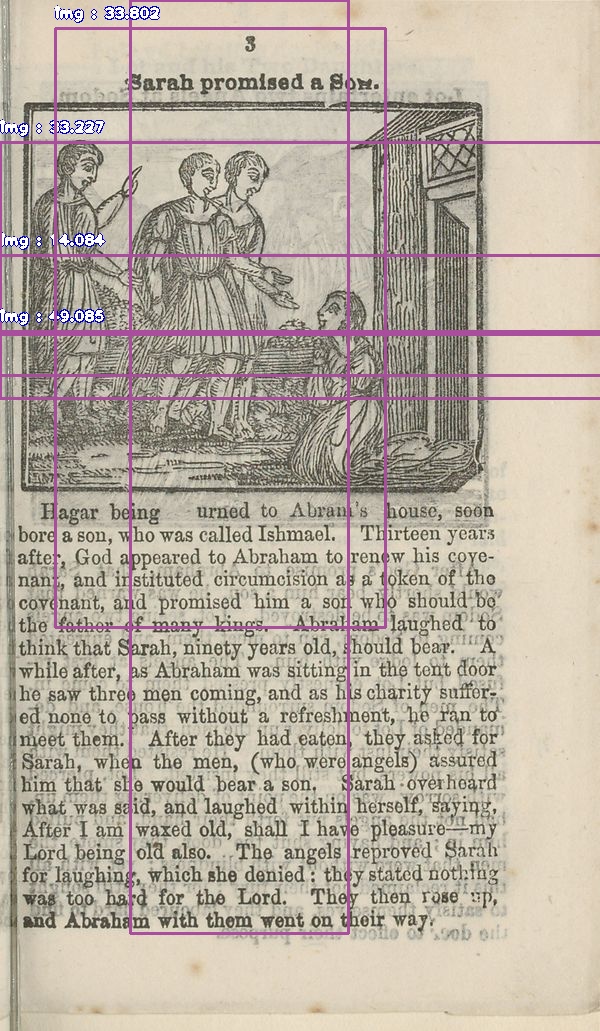 img : 33.802
3
Sarah promised a Son.
img : 33.227
img : 14.084
img : 49.085
Hagar being urned to Abram's house, soon
bore a son, who was called Ishmael. Thirteen years
after, God appeared to Abraham to renew his cove-
nant, and instituted circumcision as a token of the
covenant, and promised him a son who should be
the father of many kings. Abraham laughed to
think that Sarah, ninety years old, should bear. A
while after, as Abraham was sitting in the tent door
he saw three men coming, and as his charity suffer-
ed none to pass without a refreshment, he ran to
meet them. After they had eaten, they asked for
Sarah, when the men, (who were angels) assured
him that she would bear a son. Sarah overheard
what was said, and laughed within herself, saying,
After I am waxed old, shall I have pleasure—my
Lord being old also. The angels reproved Sarah
for laughing, which she denied : they stated nothing
was too hard for the Lord. They then rose up,
and Abraham with them went on their way.